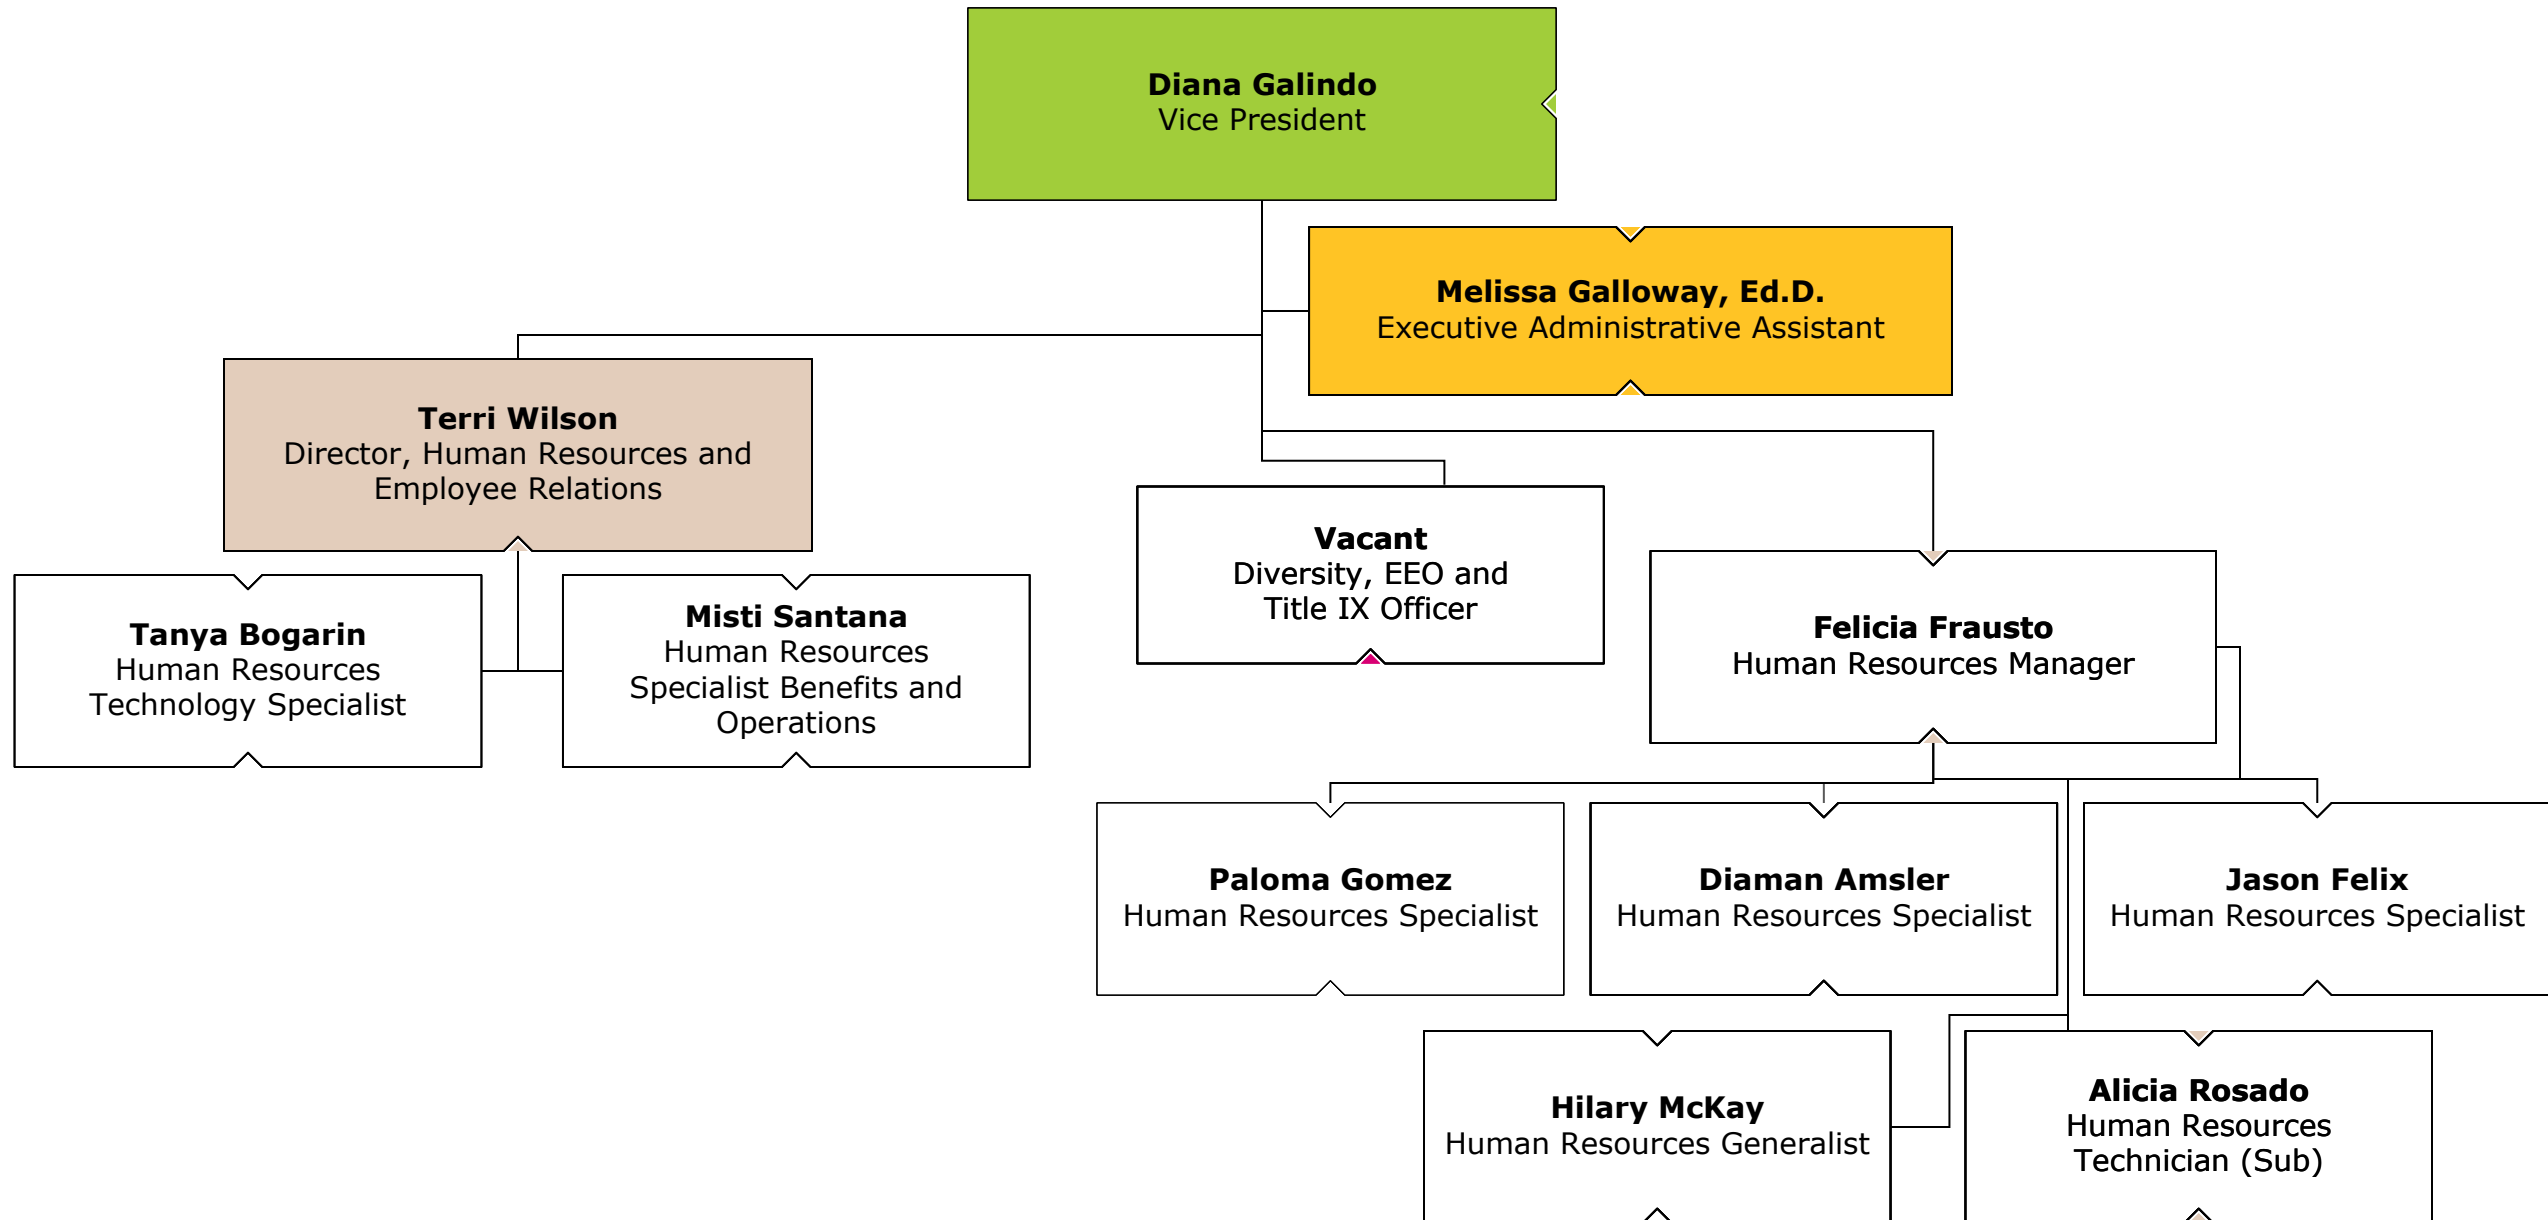 Diana Galindo
Vice President
Melissa Galloway, Ed.D.
Executive Administrative Assistant
Terri Wilson
Director, Human Resources and
Employee Relations
Vacant
Diversity, EEO and
Title IX Officer
Felicia Frausto
Human Resources Manager
Tanya Bogarin
Human Resources
Technology Specialist
Misti Santana
Human Resources
Specialist Benefits and
Operations
Paloma Gomez
Human Resources Specialist
Diaman Amsler
Human Resources Specialist
Jason Felix
Human Resources Specialist
Hilary McKay
Human Resources Generalist
Alicia Rosado
Human Resources
Technician (Sub)